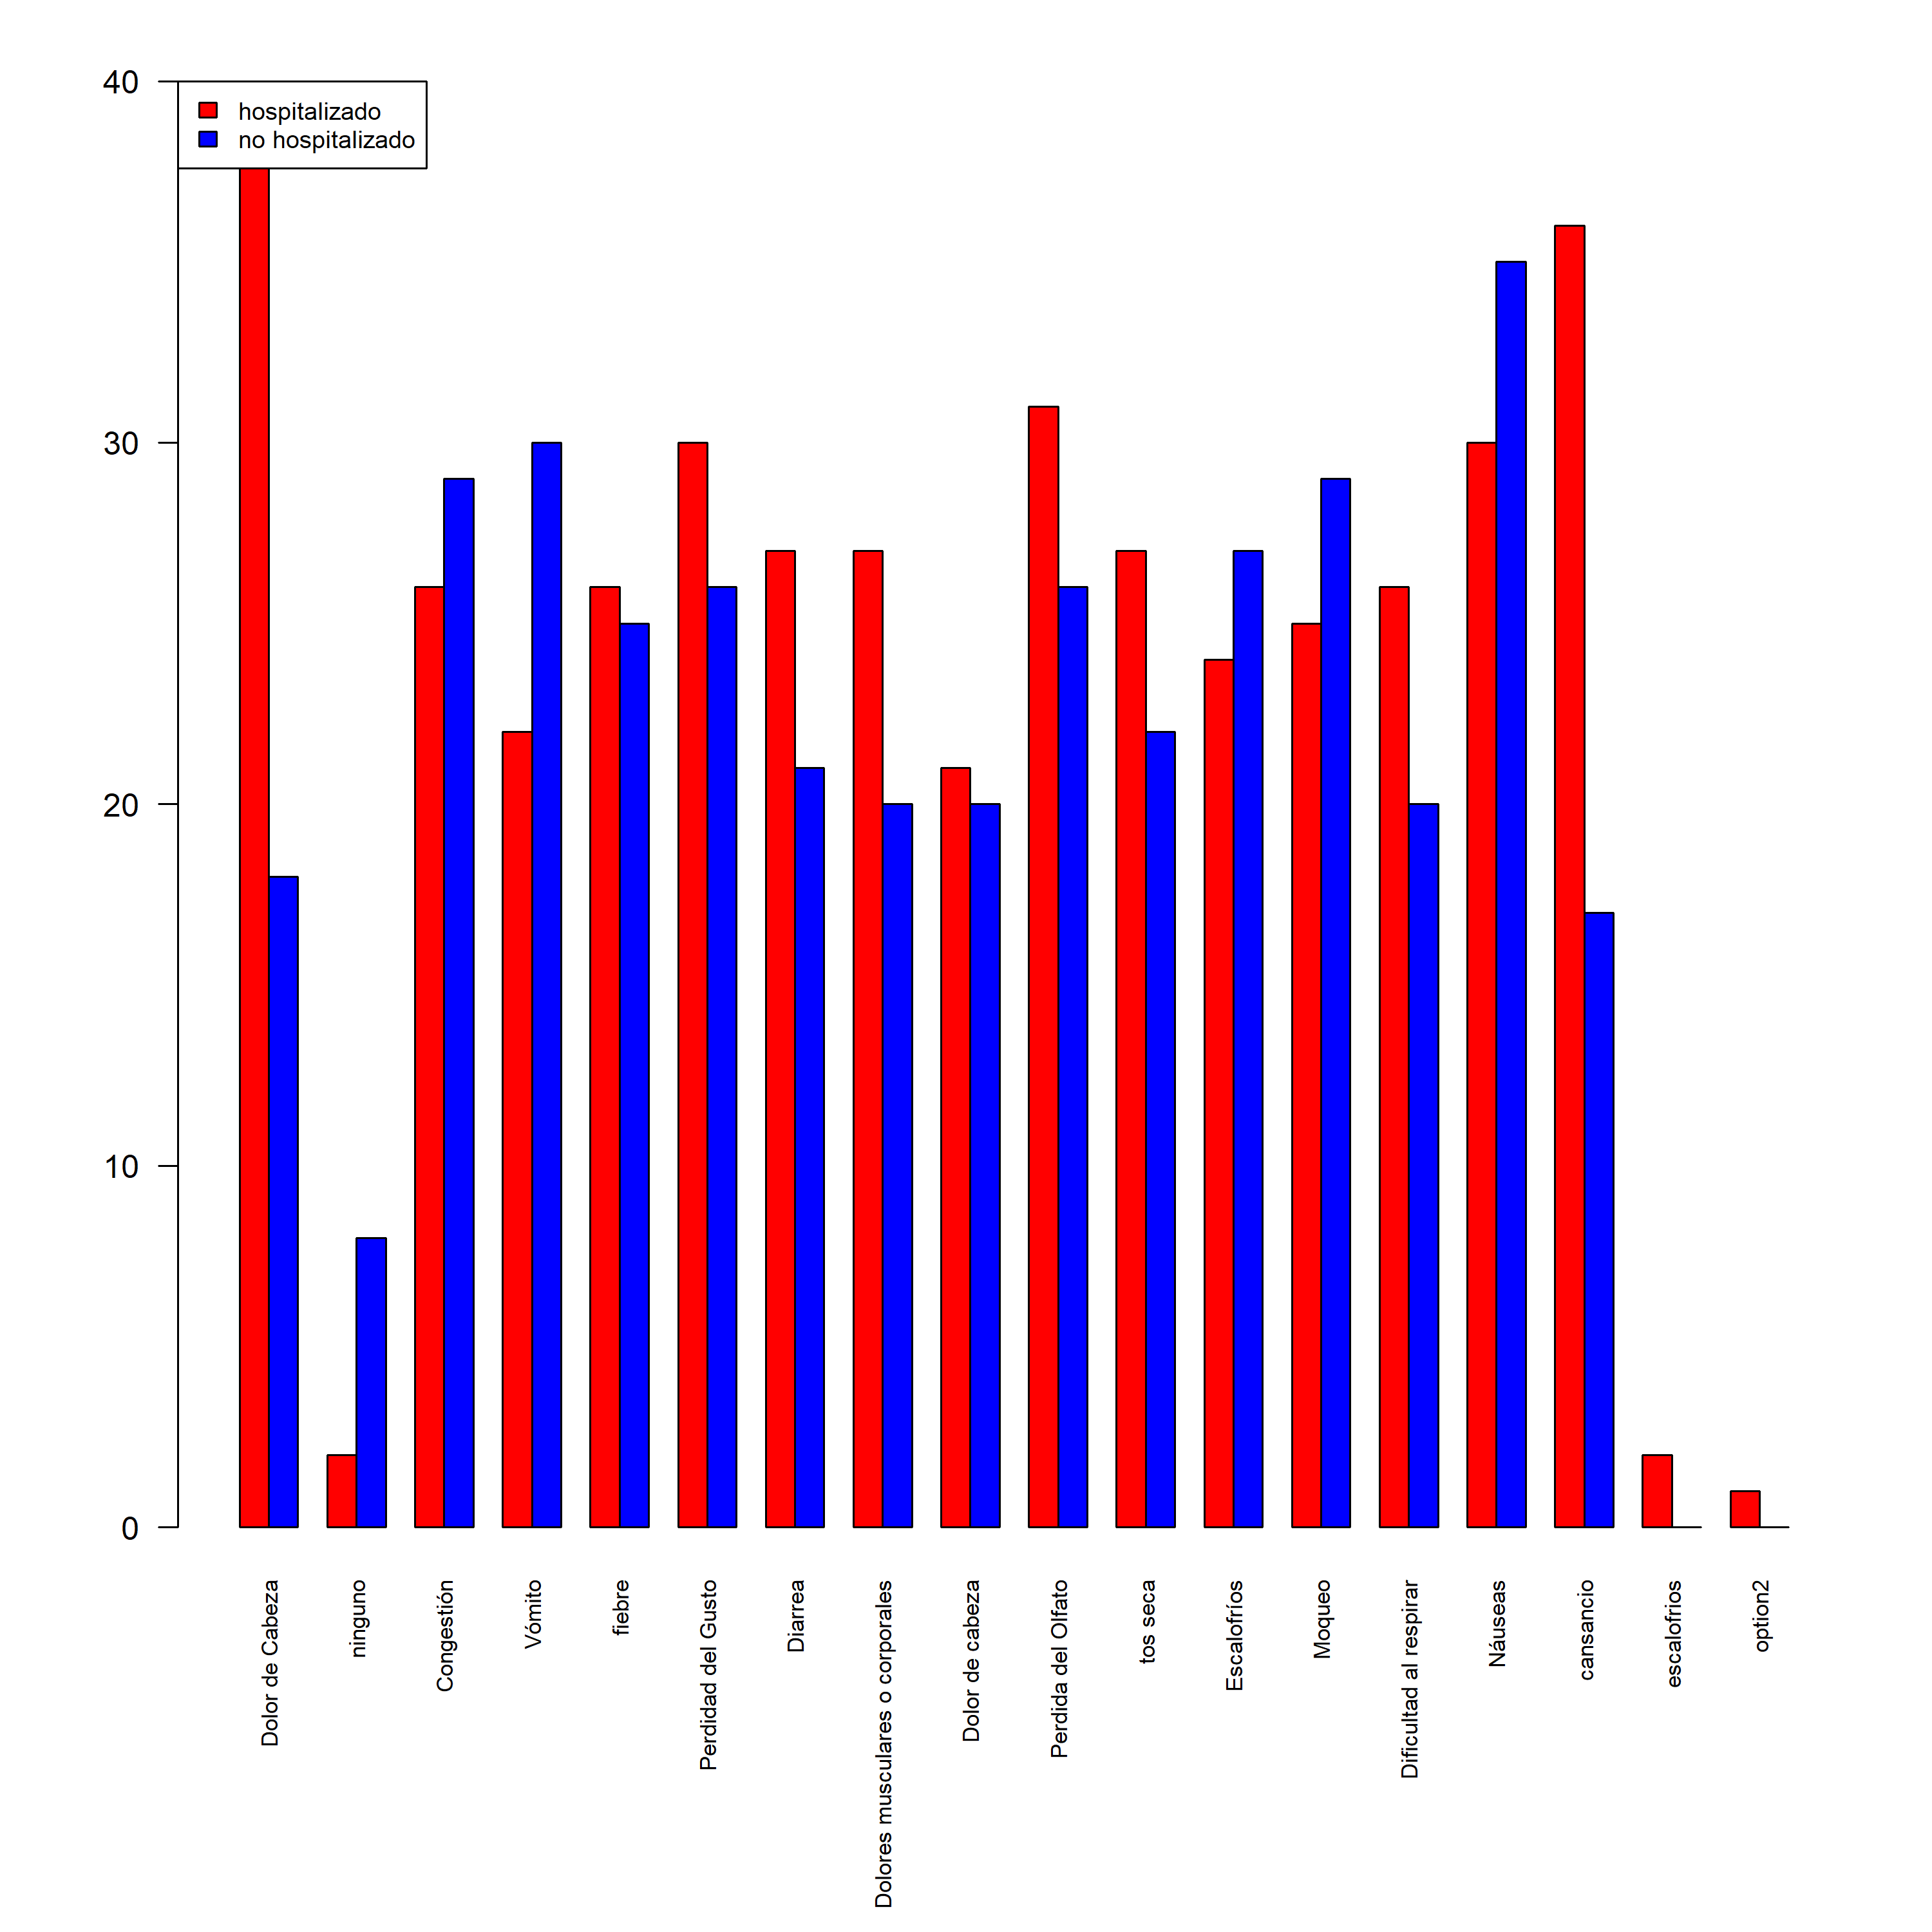 40
30
20
10
0
hospitalizado
no hospitalizado
Dolor de Cabeza
ninguno
Congestión
Vómito
fiebre
Perdidad del Gusto
Diarrea
Dolores musculares o corporales
Dolor de cabeza
Perdida del Olfato
tos seca
Escalofríos
Moqueo
Dificultad al respirar
Náuseas
cansancio
escalofrios
option2